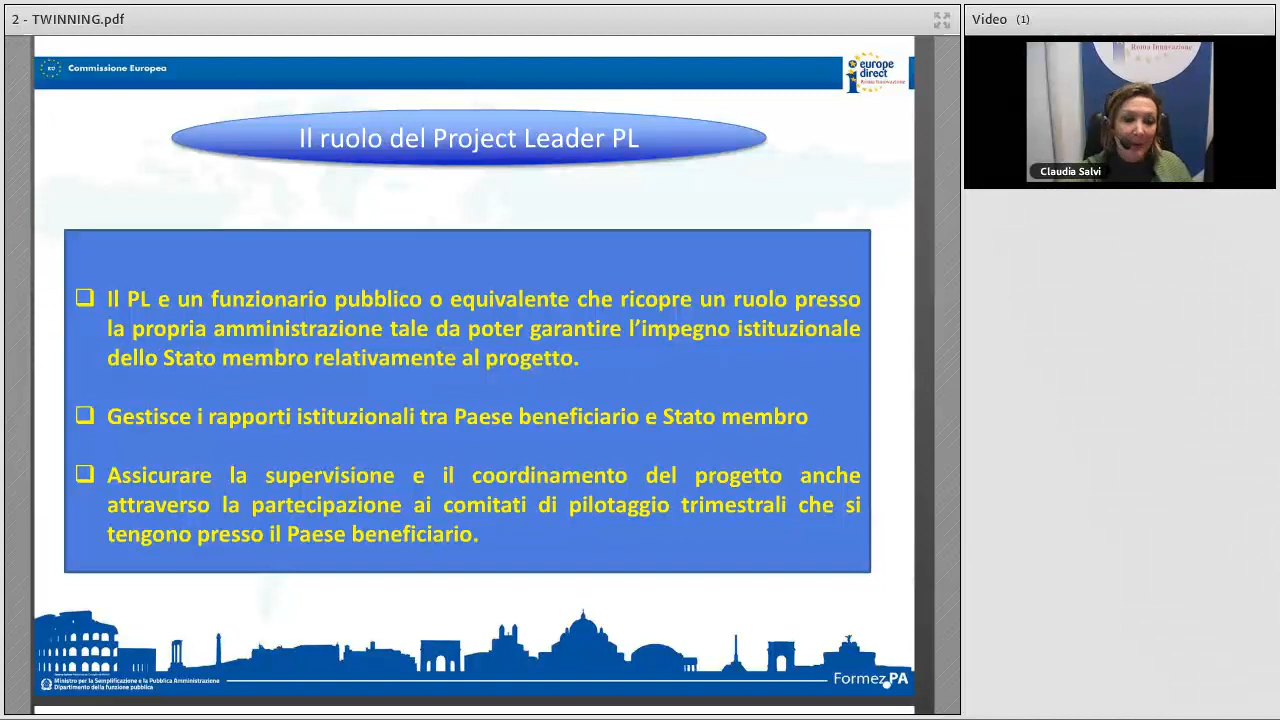 2 - TWINNING.pdf
Video (1)
Commissione Europea
europe
direct
Roma Innovazione
Roma Innovazione
Claudia Salvi
Il ruolo del Project Leader PL
Il PL e un funzionario pubblico o equivalente che ricopre un ruolo presso
la propria amministrazione tale da poter garantire l’impegno istituzionale
dello Stato membro relativamente al progetto.
Gestisce i rapporti istituzionali tra Paese beneficiario e Stato membro
Assicurare la supervisione e il coordinamento del progetto anche
attraverso la partecipazione ai comitati di pilotaggio trimestrali che si
tengono presso il Paese beneficiario.
Ministro per la Semplificazione e la Pubblica Amministrazione
Dipartimento della funzione pubblica
FormezPA